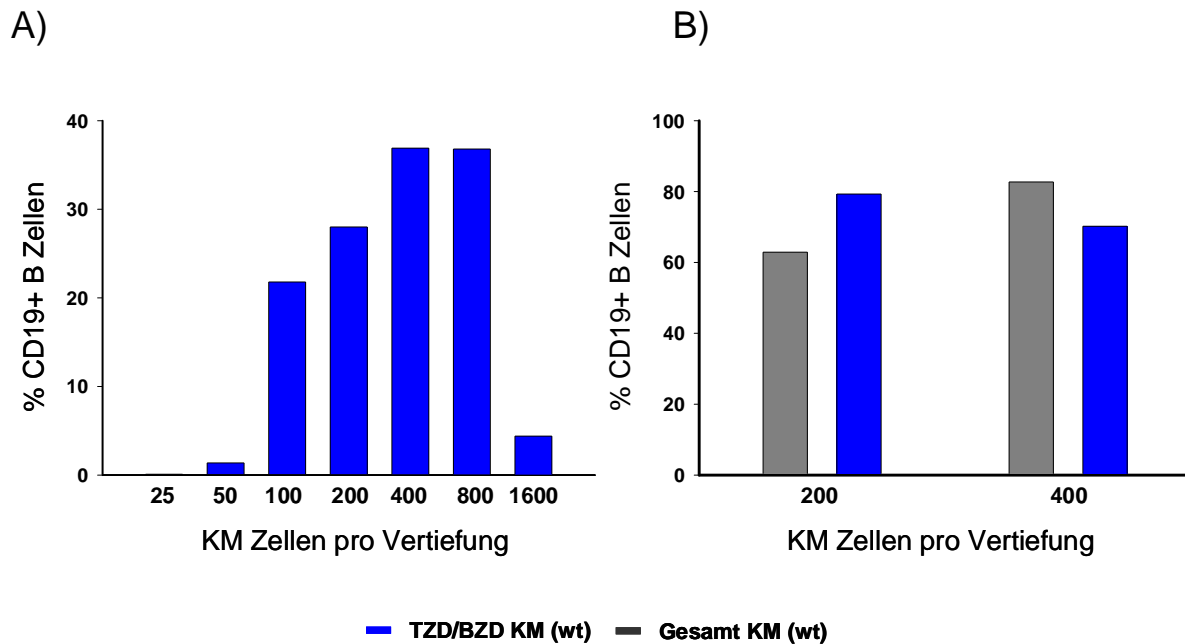 A)
B)
% CD19+ B Zellen
40
30
20
10
0
25 50 100 200 400 800 1600
KM Zellen pro Vertiefung
% CD19+ B Zellen
100
80
60
40
20
0
200 400
KM Zellen pro Vertiefung
TZD/BZD KM (wt) Gesamt KM (wt)